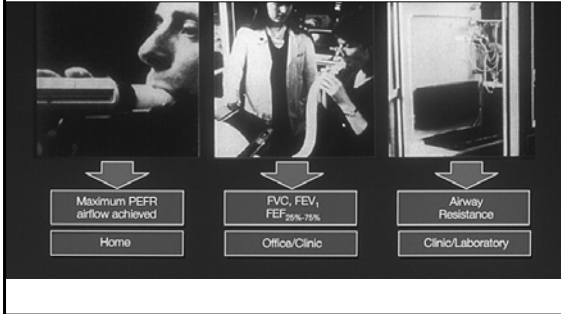 Maximum PEFR
airflow achieved
FVC, FEV₁
FEF₂₅%-₇₅%
Airway
Resistance
Home
Office/Clinic
Clinic/Laboratory